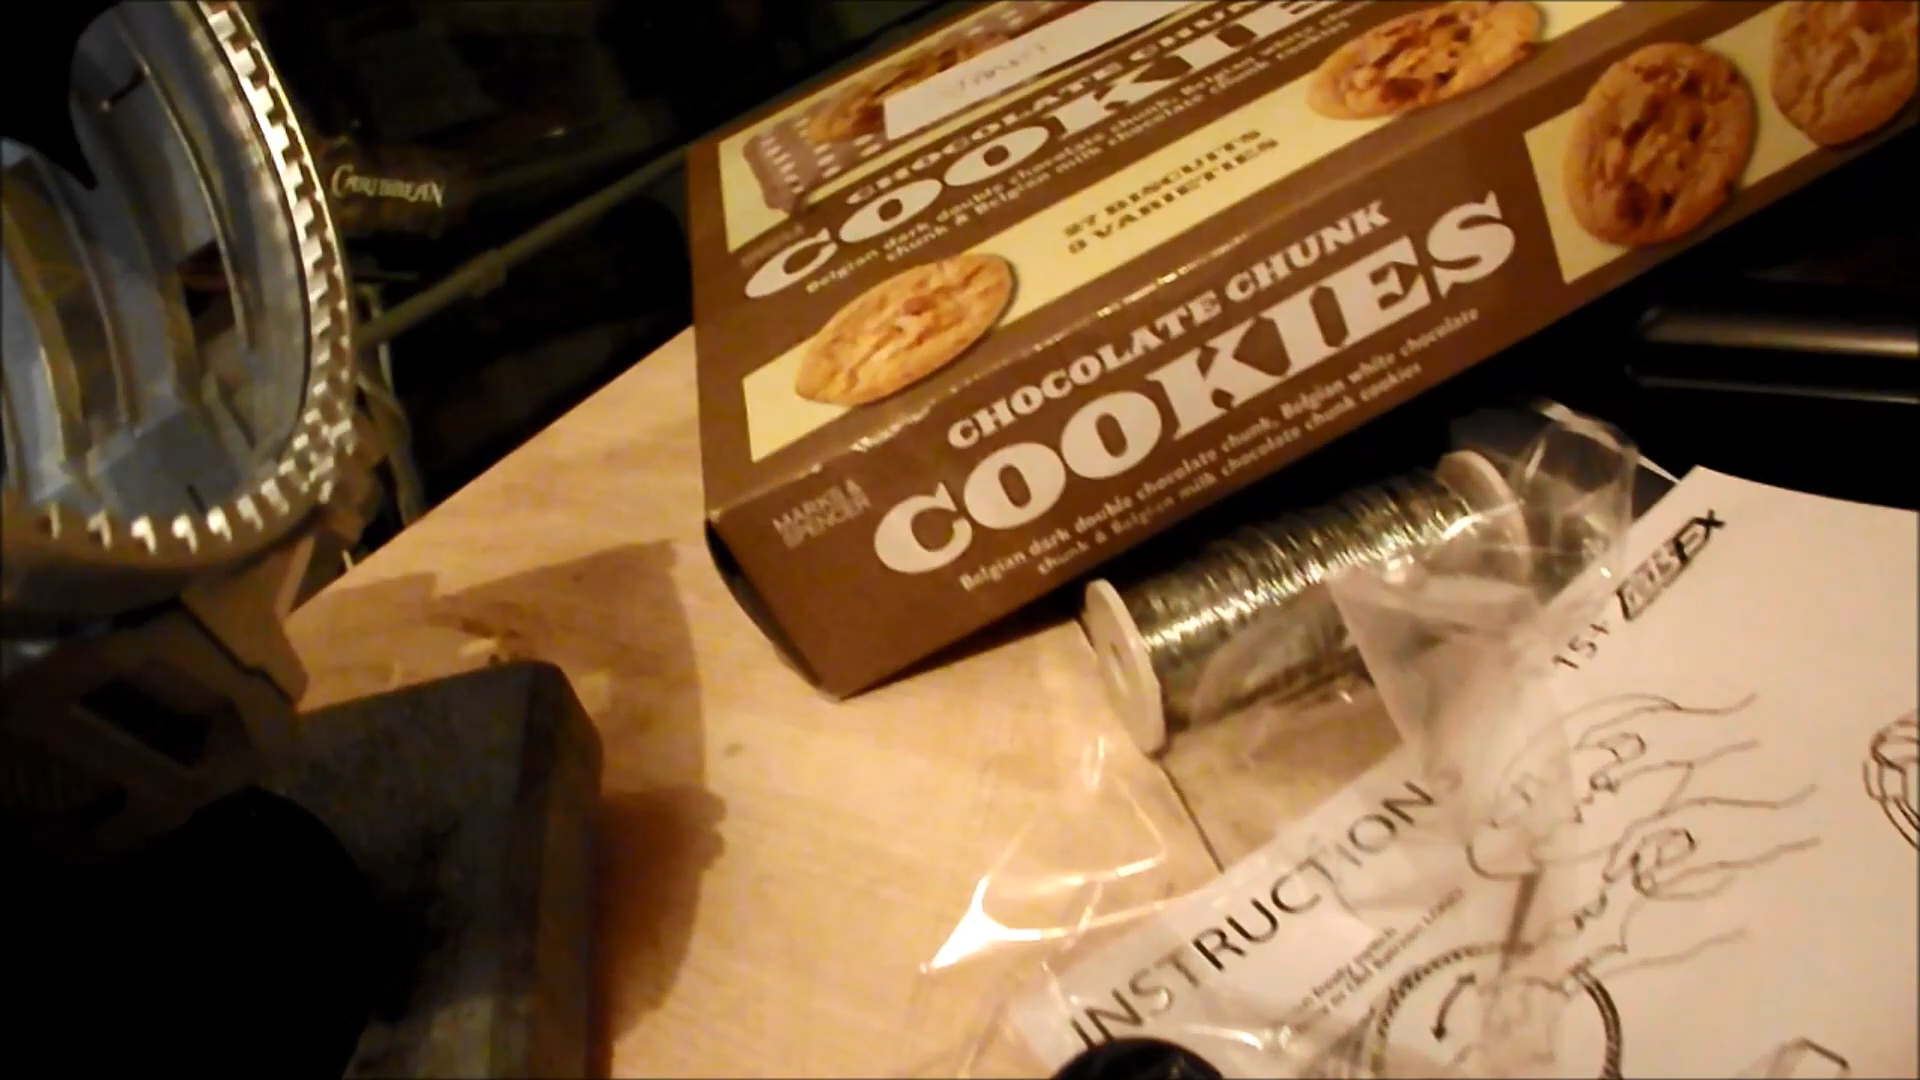 CARIBBEAN
CHOCOLATE CHUNK
COOKIE
Belgian dark double chocolate chunk, Belgian white
chunk & Belgian milk chocolate chunk cookies
27 BISCUITS
3 VARIETIES
CHOCOLATE CHUNK
COOKIES
Belgian dark double chocolate chunk, Belgian white chocolate
chunk & Belgian milk chocolate chunk cookies
MARKS &
SPENCER
15+
INSTRUCTIONS